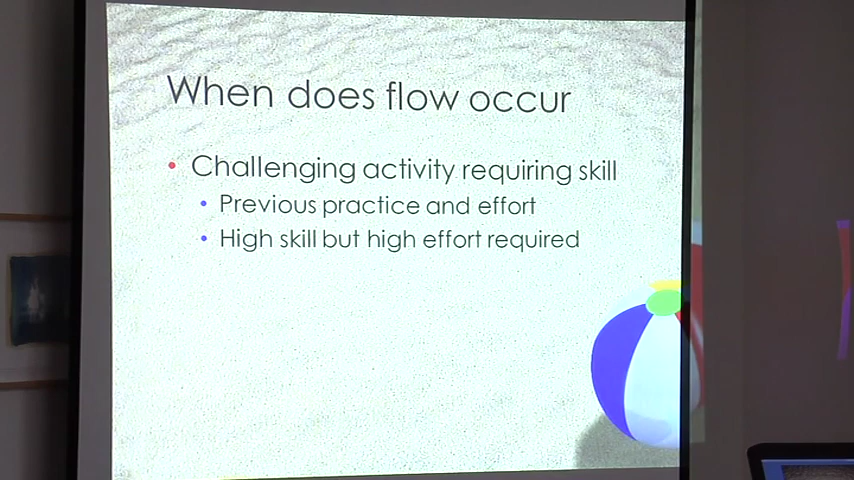 When does flow occur
• Challenging activity requiring skill
• Previous practice and effort
• High skill but high effort required